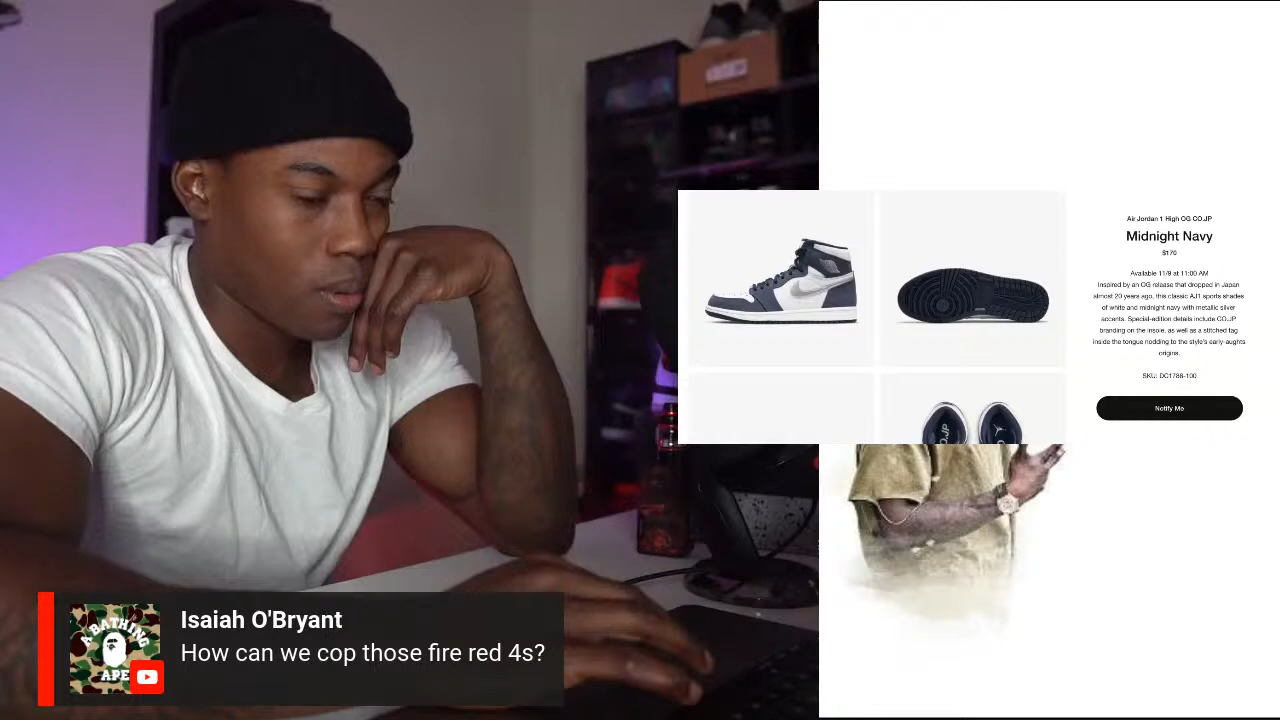 Air Jordan 1 High OG CO.JP
Midnight Navy
$170
Available 11/9 at 11:00 AM
Inspired by an OG release that dropped in Japan
almost 20 years ago, this classic AJ1 sports shades
of white and midnight navy with metallic silver
accents. Special-edition details include CO.JP
branding on the insole, as well as a stitched tag
inside the tongue nodding to the style's early-aughts
origins.
SKU: DC1788-100
Notify Me
A BATHING
APE
Isaiah O'Bryant
How can we cop those fire red 4s?